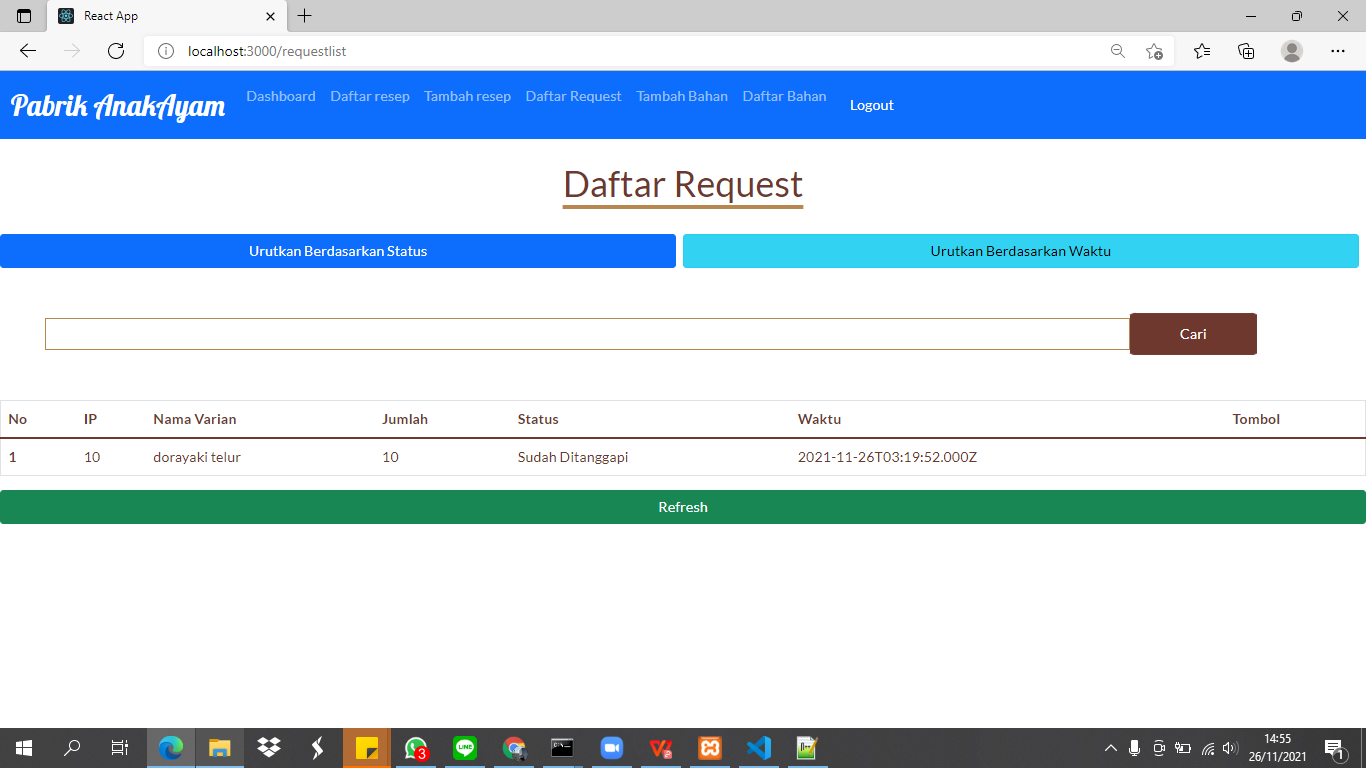 React App
localhost:3000/requestlist
Pabrik AnakAyam Dashboard Daftar resep Tambah resep Daftar Request Tambah Bahan Daftar Bahan Logout
Daftar Request
Urutkan Berdasarkan Status Urutkan Berdasarkan Waktu
Cari
No IP Nama Varian Jumlah Status Waktu Tombol
1 10 dorayaki telur 10 Sudah Ditanggapi 2021-11-26T03:19:52.000Z
Refresh
3
LINE
14:55
26/11/2021
1